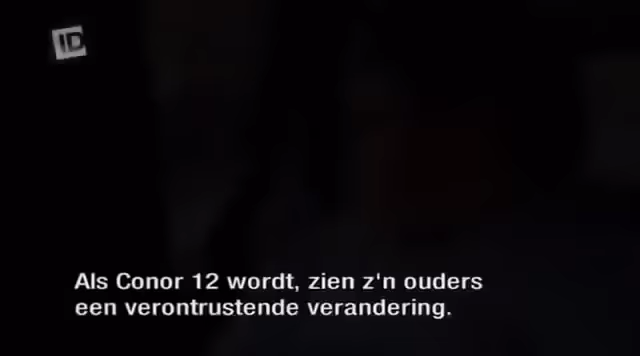 ID
Als Conor 12 wordt, zien z'n ouders
een verontrustende verandering.